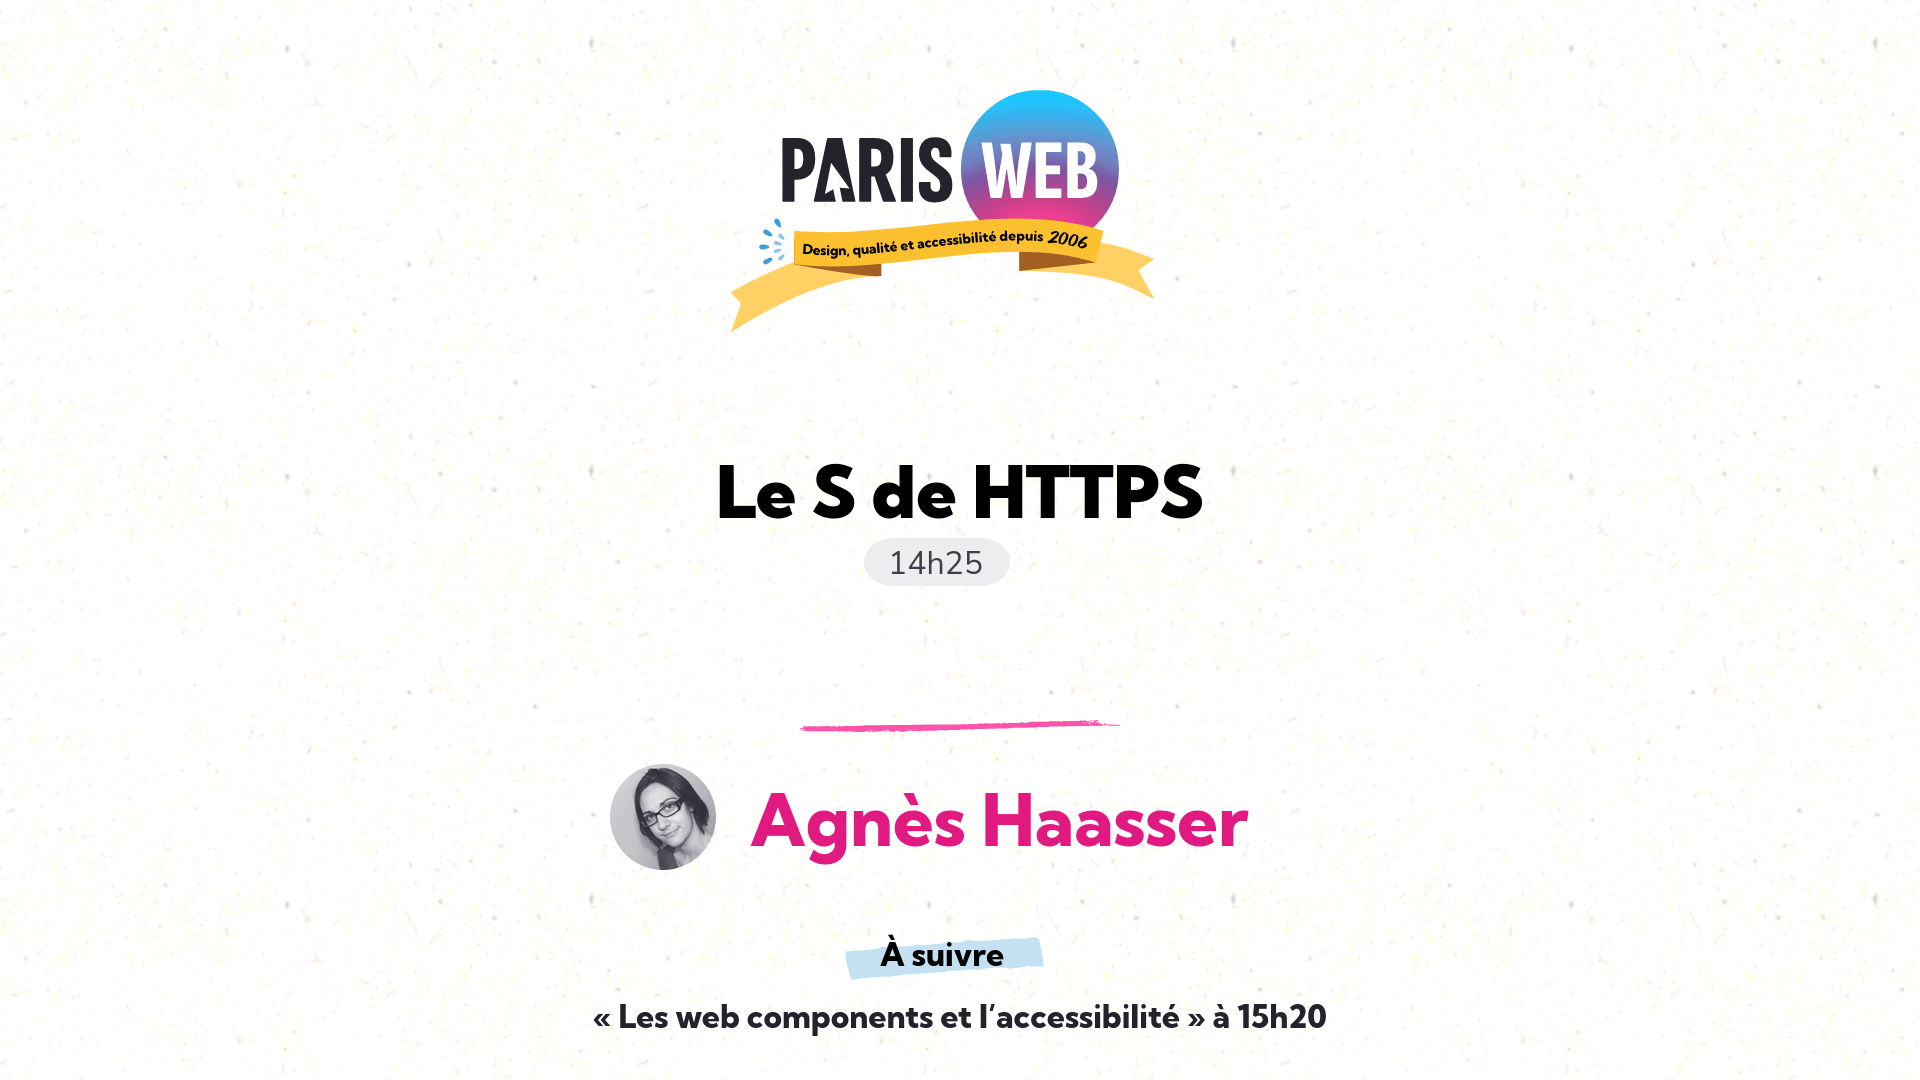 PARIS WEB
Design, qualité et accessibilité depuis 2006
Le S de HTTPS
14h25
Agnès Haasser
À suivre
« Les web components et l’accessibilité » à 15h20